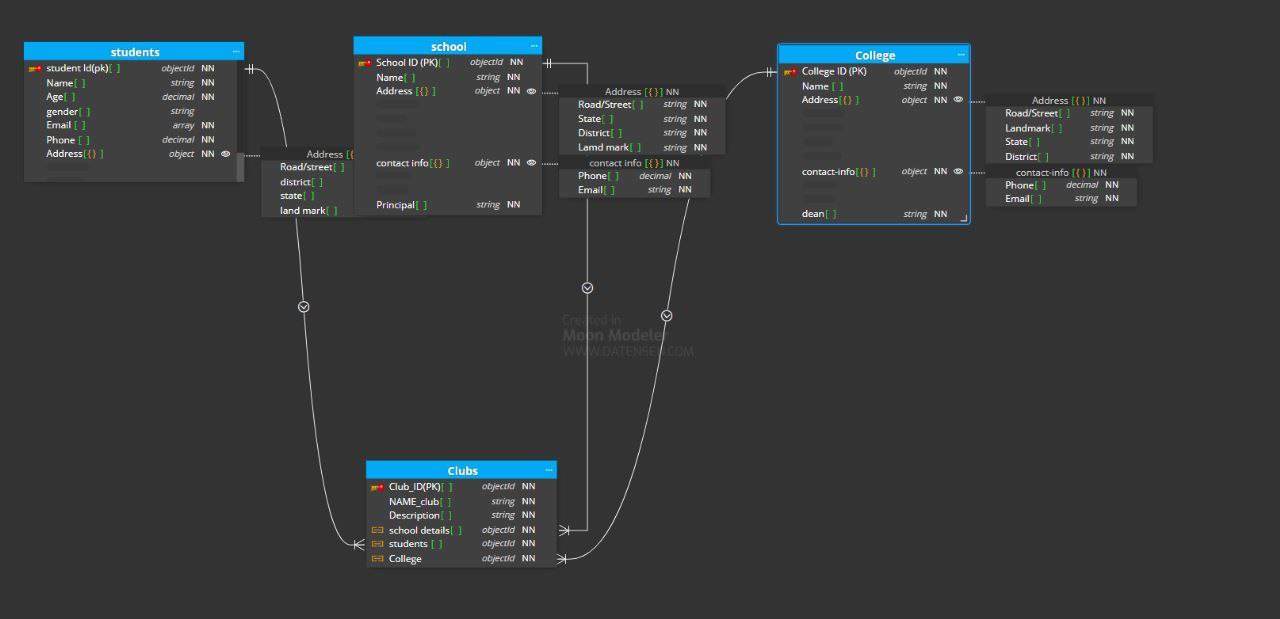 students ...
student Id(pk)[ ] objectId NN
Name[ ] string NN
Age[ ] decimal NN
gender[ ] string
Email [ ] array NN
Phone [ ] decimal NN
Address[{} ] object NN
Address [{
Road/street[ ]
district[ ]
state[ ]
land mark[ ]
school ...
School ID (PK)[ ] objectId NN
Name[ ] string NN
Address [{} ] object NN
contact info[{} ] object NN
Principal[ ] string NN
Address [{}] NN
Road/Street[ ] string NN
State[ ] string NN
District[ ] string NN
Lamd mark[ ] string NN
contact info [{}] NN
Phone[ ] decimal NN
Email[ ] string NN
College ...
College ID (PK) objectId NN
Name [ ] string NN
Address[{} ] object NN
contact-info[{} ] object NN
dean[ ] string NN
Address [{}] NN
Road/Street[ ] string NN
Landmark[ ] string NN
State[ ] string NN
District[ ] string NN
contact-info [{}] NN
Phone[ ] decimal NN
Email[ ] string NN
Created in
Moon Modeler
WWW.DATENSEN.COM
Clubs ...
Club_ID(PK)[ ] objectId NN
NAME_club[ ] string NN
Description[ ] string NN
school details[ ] objectId NN
students [ ] objectId NN
College objectId NN